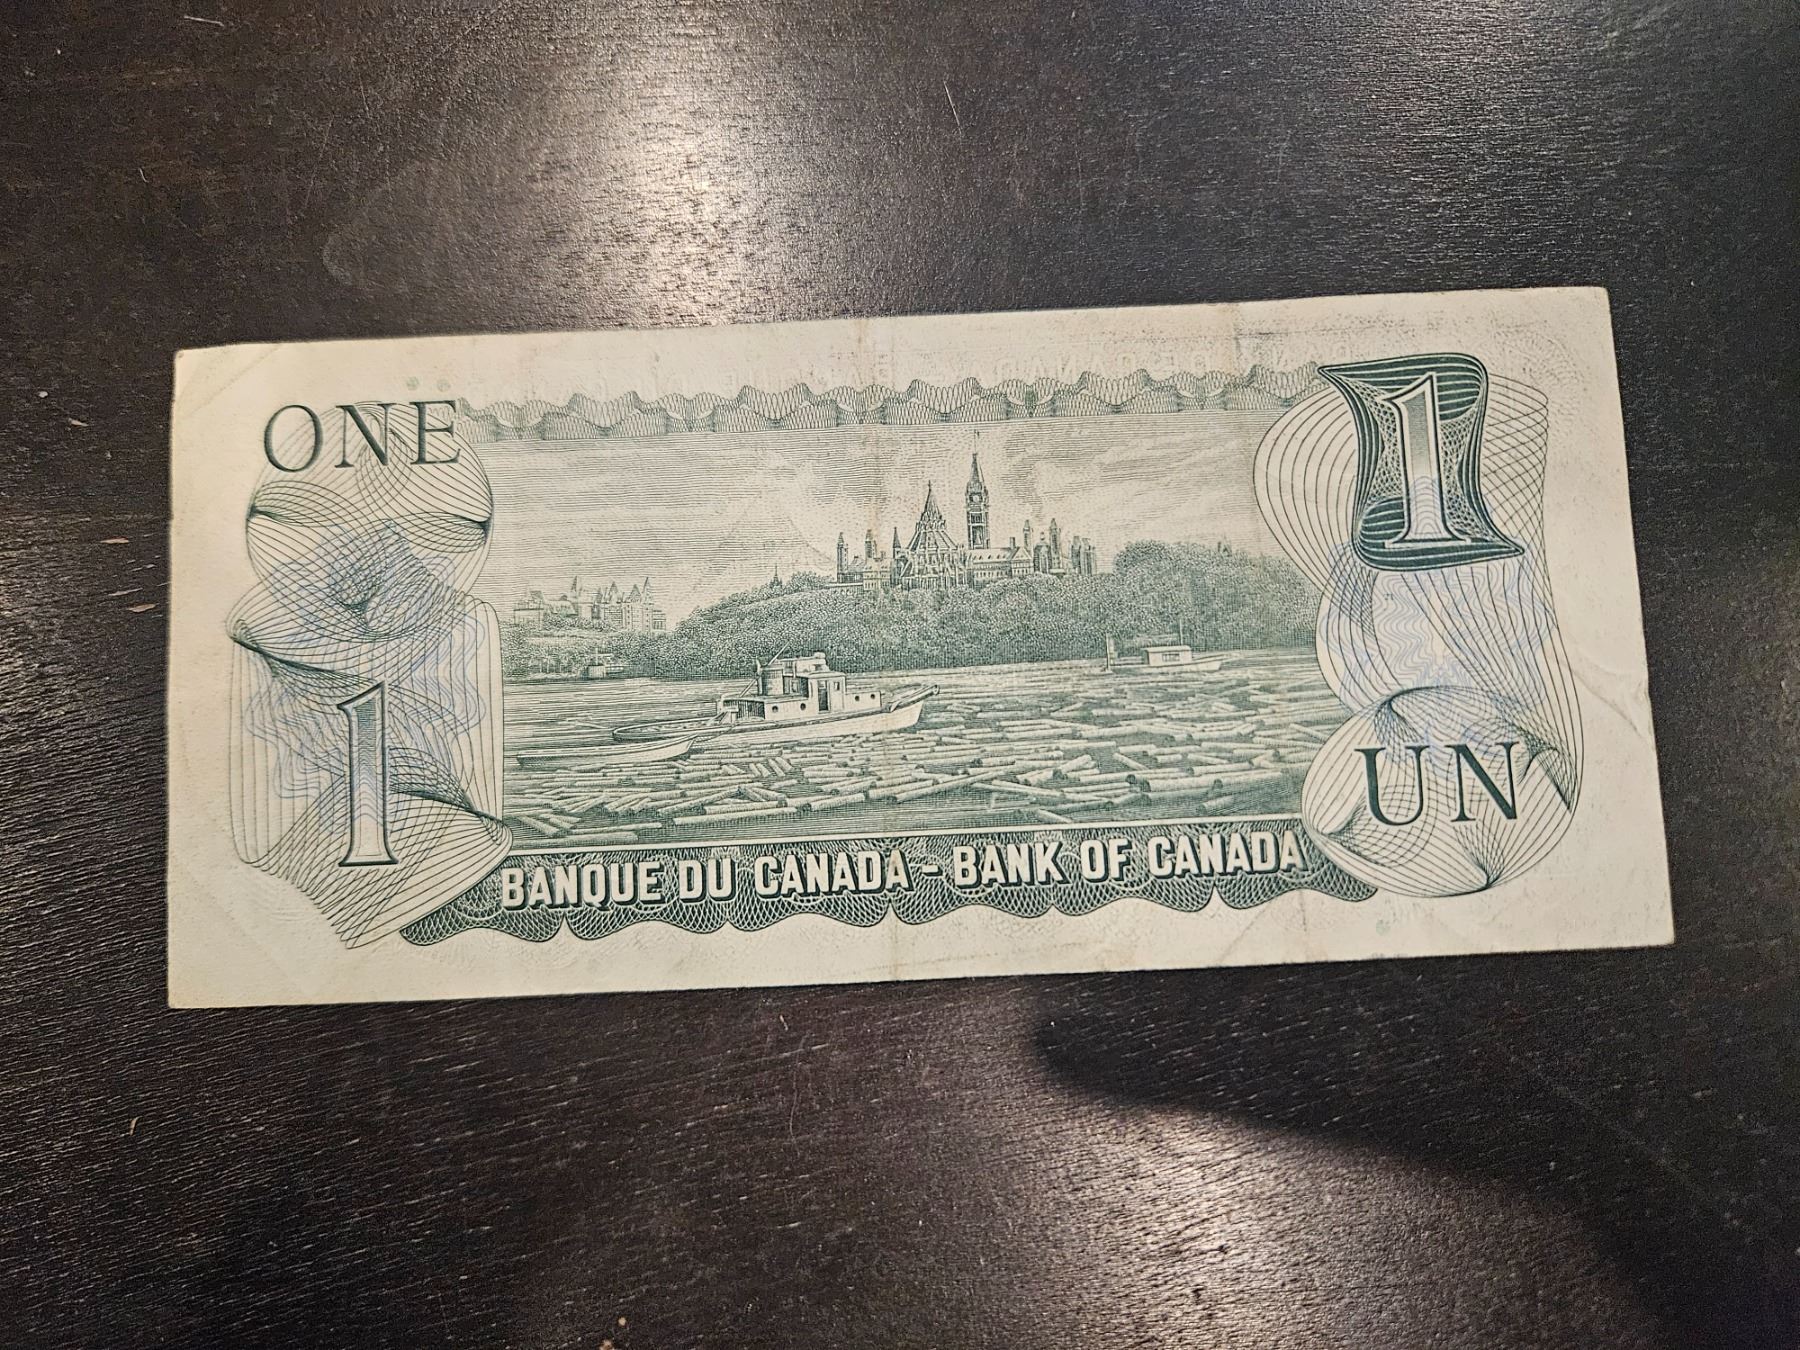 ONE
1
1
UN
BANQUE DU CANADA - BANK OF CANADA